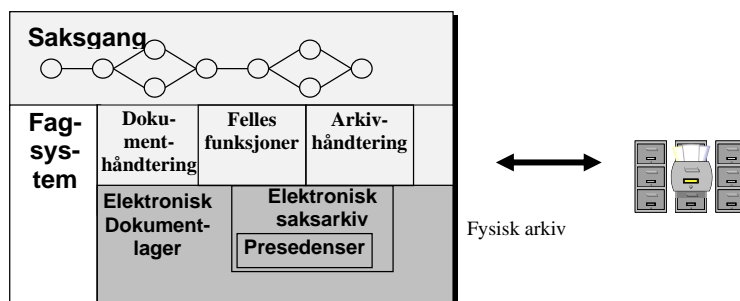 Saksgang
Fag-
sys-
tem
Doku-
ment-
håndtering
Felles
funksjoner
Arkiv-
håndtering
Elektronisk
Dokument-
lager
Elektronisk
saksarkiv
Presedenser
Fysisk arkiv